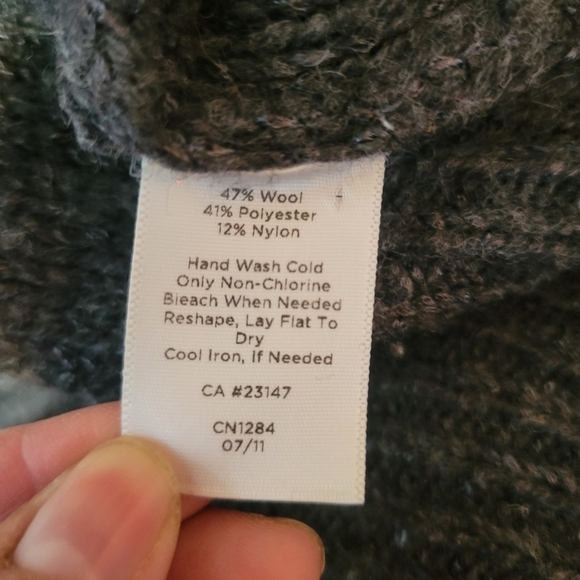 47% Wool
41% Polyester
12% Nylon
Hand Wash Cold
Only Non-Chlorine
Bleach When Needed
Reshape, Lay Flat To
Dry
Cool Iron, If Needed
CA #23147
CN1284
07/11